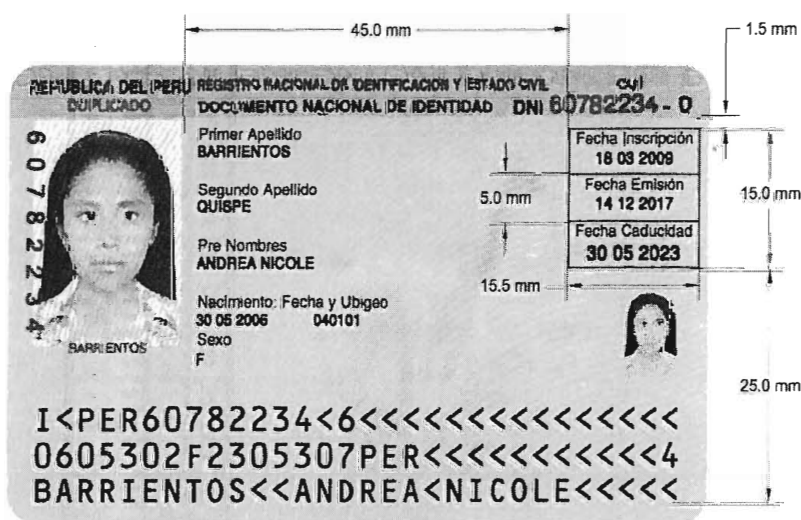 45.0 mm
1.5 mm
REPUBLICA DEL PERU REGISTRO NACIONAL DE IDENTIFICACION Y ESTADO CIVIL cuI
DUPLICADO DOCUMENTO NACIONAL DE IDENTIDAD DNI 60782234 - 0
60782234
Primer Apellido
BARRIENTOS
Fecha Inscripción
18 03 2009
Segundo Apellido
QUISPE
5.0 mm
Fecha Emisión
14 12 2017
15.0 mm
Pre Nombres
ANDREA NICOLE
Fecha Caducidad
30 05 2023
15.5 mm
Nacimiento: Fecha y Ubigeo
30 05 2006 040101
Sexo
F
BARRIENTOS
25.0 mm
I<PER60782234<6<<<<<<<<<<<<<<<
0605302F2305307PER<<<<<<<<<<<4
BARRIENTOS<<ANDREA<NICOLE<<<<<